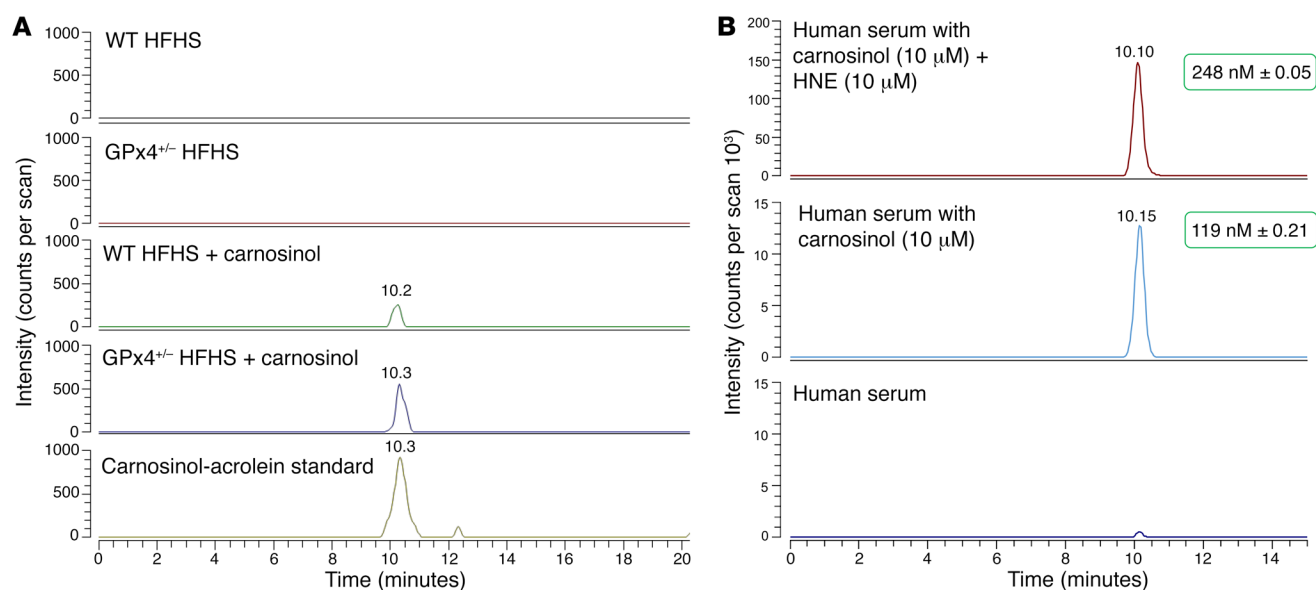 A
Intensity (counts per scan)
1000
500
0
WT HFHS
1000
500
0
GPx4+/– HFHS
1000
500
0
WT HFHS + carnosinol
10.2
1000
500
0
GPx4+/– HFHS + carnosinol
10.3
1000
500
0
Carnosinol-acrolein standard
10.3
0 2 4 6 8 10 12 14 16 18 20
Time (minutes)
B
Intensity (counts per scan 10³)
200
150
100
50
0
Human serum with
carnosinol (10 μM) +
HNE (10 μM)
10.10
248 nM ± 0.05
15
10
5
0
Human serum with
carnosinol (10 μM)
10.15
119 nM ± 0.21
15
10
5
0
Human serum
0 2 4 6 8 10 12 14
Time (minutes)